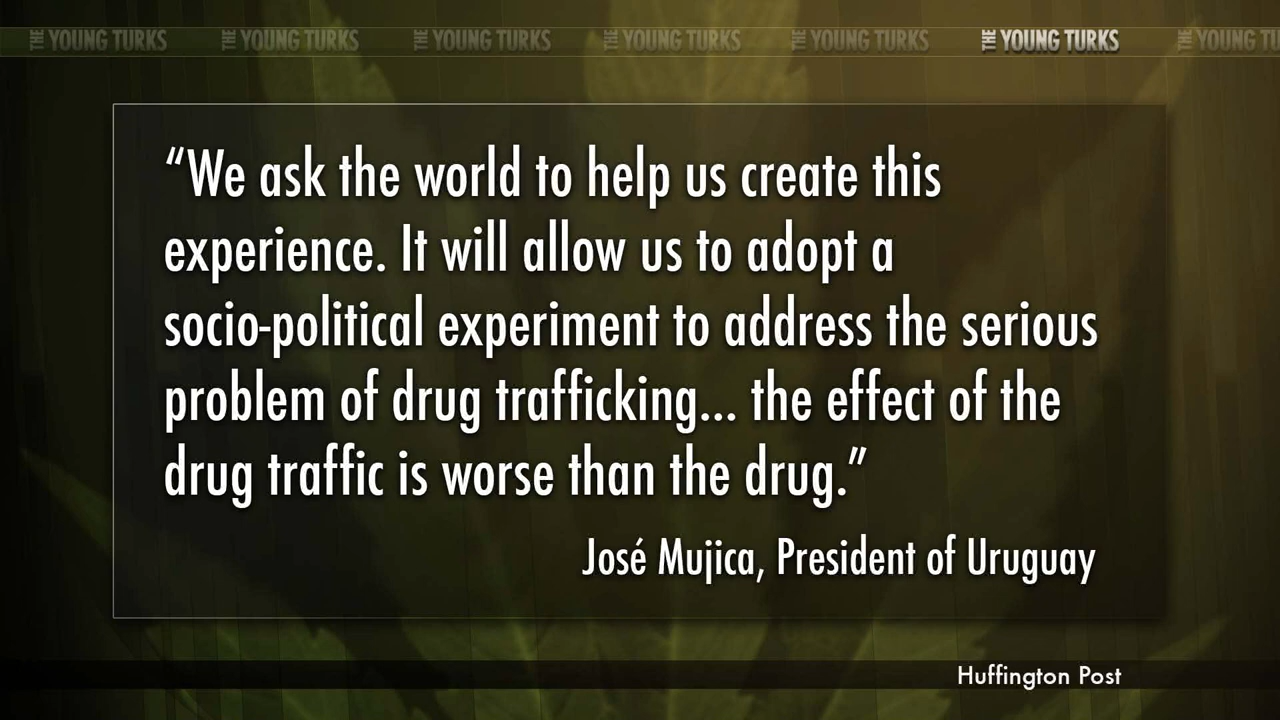 THE YOUNG TURKS THE YOUNG TURKS THE YOUNG TURKS THE YOUNG TURKS THE YOUNG TURKS THE YOUNG TURKS THE YOUNG TU
“We ask the world to help us create this
experience. It will allow us to adopt a
socio-political experiment to address the serious
problem of drug trafficking... the effect of the
drug traffic is worse than the drug.”
José Mujica, President of Uruguay
Huffington Post